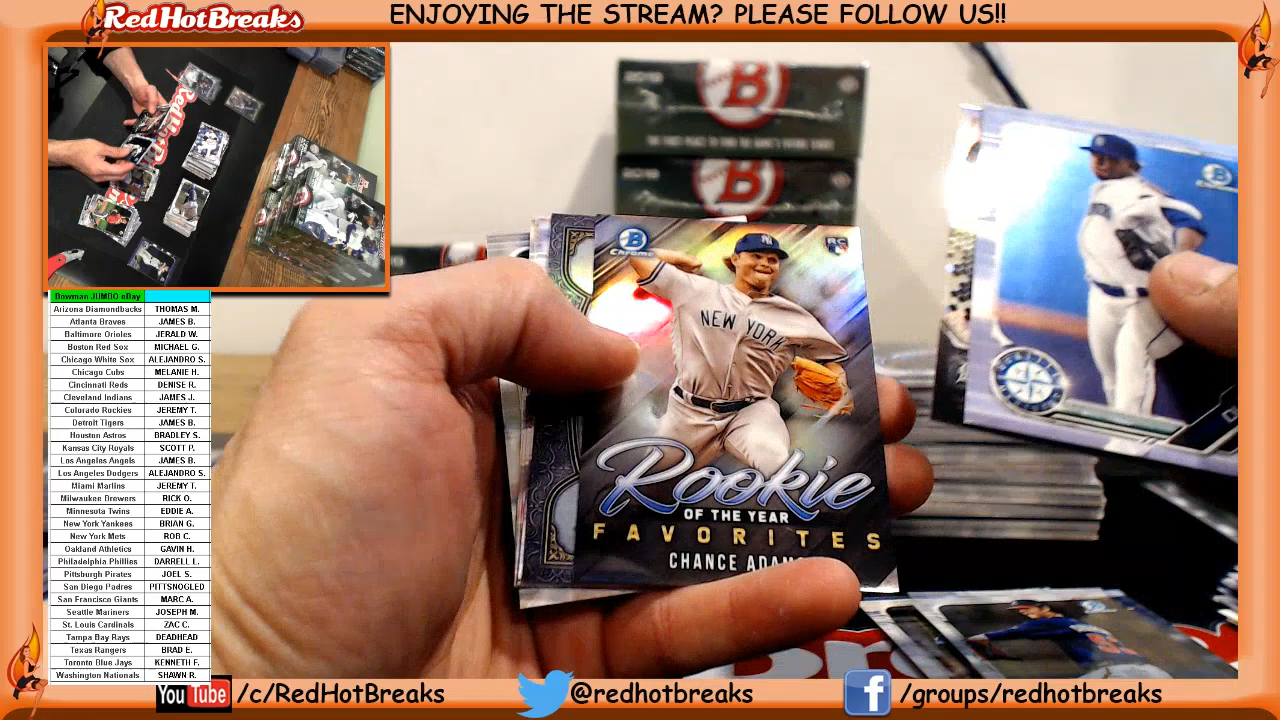 RedHotBreaks
ENJOYING THE STREAM? PLEASE FOLLOW US!!
Bowman JUMBO eBay
Arizona Diamondbacks THOMAS M.
Atlanta Braves JAMES B.
Baltimore Orioles JERALD W.
Boston Red Sox MICHAEL G.
Chicago White Sox ALEJANDRO S.
Chicago Cubs MELANIE H.
Cincinnati Reds DENISE R.
Cleveland Indians JAMES J.
Colorado Rockies JEREMY T.
Detroit Tigers JAMES B.
Houston Astros BRADLEY S.
Kansas City Royals SCOTT P.
Los Angeles Angels JAMES B.
Los Angeles Dodgers ALEJANDRO S.
Miami Marlins JEREMY T.
Milwaukee Brewers RICK O.
Minnesota Twins EDDIE A.
New York Yankees BRIAN G.
New York Mets ROB C.
Oakland Athletics GAVIN H.
Philadelphia Phillies DARRELL L.
Pittsburgh Pirates JOEL S.
San Diego Padres PITTSNOGLED
San Francisco Giants MARC A.
Seattle Mariners JOSEPH M.
St. Louis Cardinals ZAC C.
Tampa Bay Rays DEADHEAD
Texas Rangers BRAD E.
Toronto Blue Jays KENNETH F.
Washington Nationals SHAWN R.
B
B
B
CHROME
RC
NEW YORK
Rookie
OF THE YEAR
FAVORITES
CHANCE
B
YouTube /c/RedHotBreaks
@redhotbreaks
f /groups/redhotbreaks